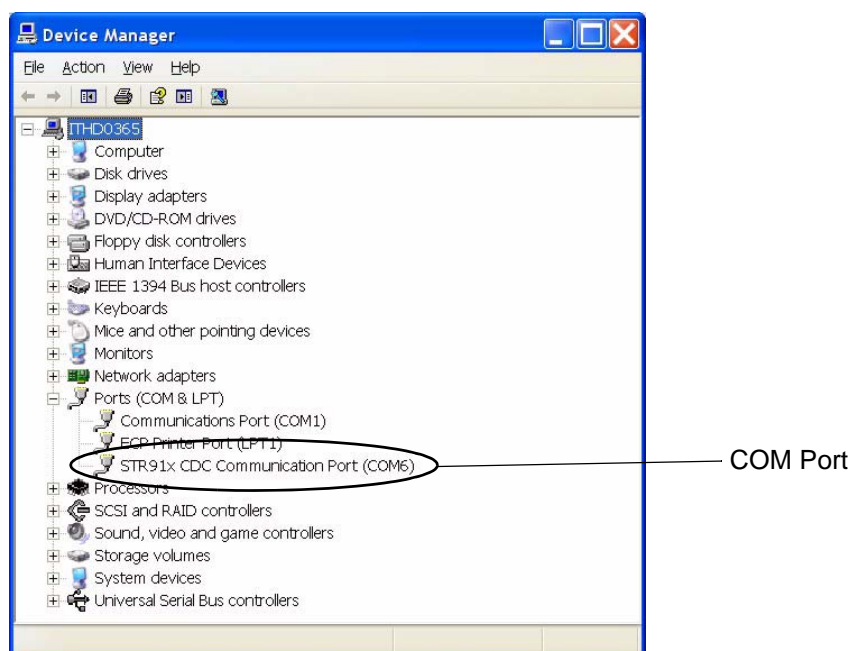 Device Manager
File Action View Help
ITHD0365
Computer
Disk drives
Display adapters
DVD/CD-ROM drives
Floppy disk controllers
Human Interface Devices
IEEE 1394 Bus host controllers
Keyboards
Mice and other pointing devices
Monitors
Network adapters
Ports (COM & LPT)
Communications Port (COM1)
ECP Printer Port (LPT1)
STR91x CDC Communication Port (COM6)
COM Port
Processors
SCSI and RAID controllers
Sound, video and game controllers
Storage volumes
System devices
Universal Serial Bus controllers